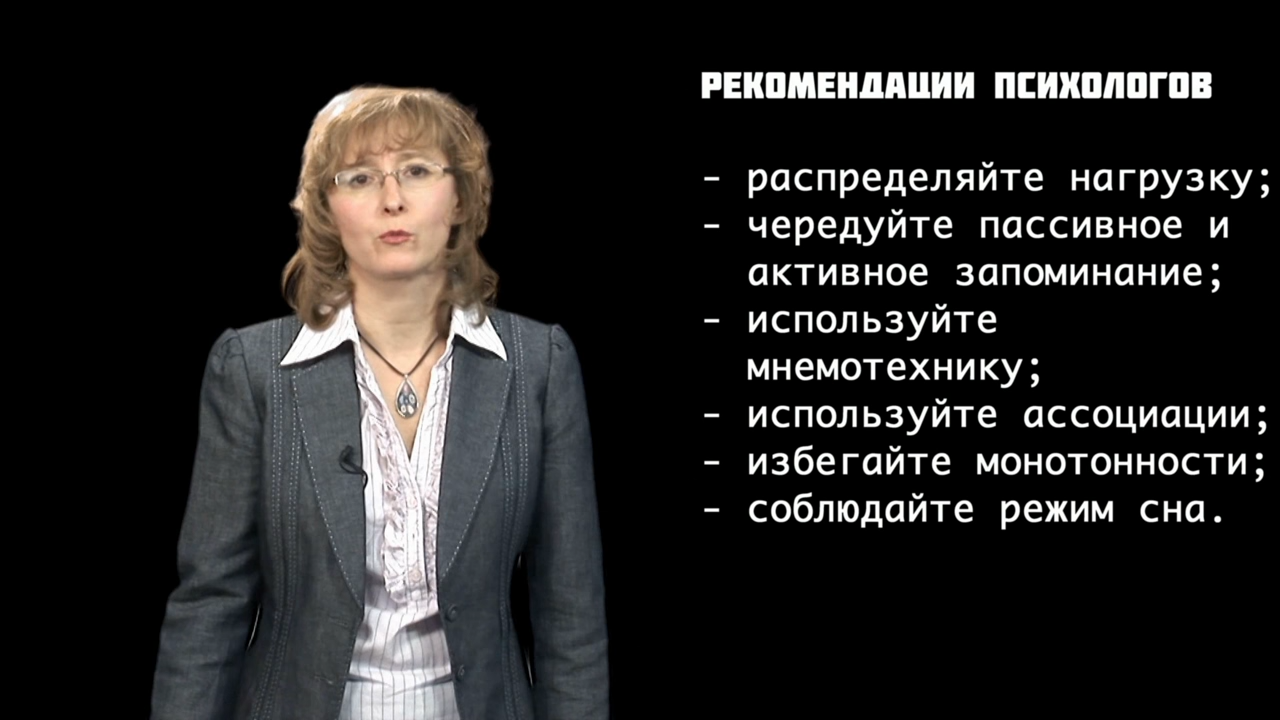 РЕКОМЕНДАЦИИ ПСИХОЛОГОВ
- распределяйте нагрузку;
- чередуйте пассивное и
активное запоминание;
- используйте
мнемотехнику;
- используйте ассоциации;
- избегайте монотонности;
- соблюдайте режим сна.